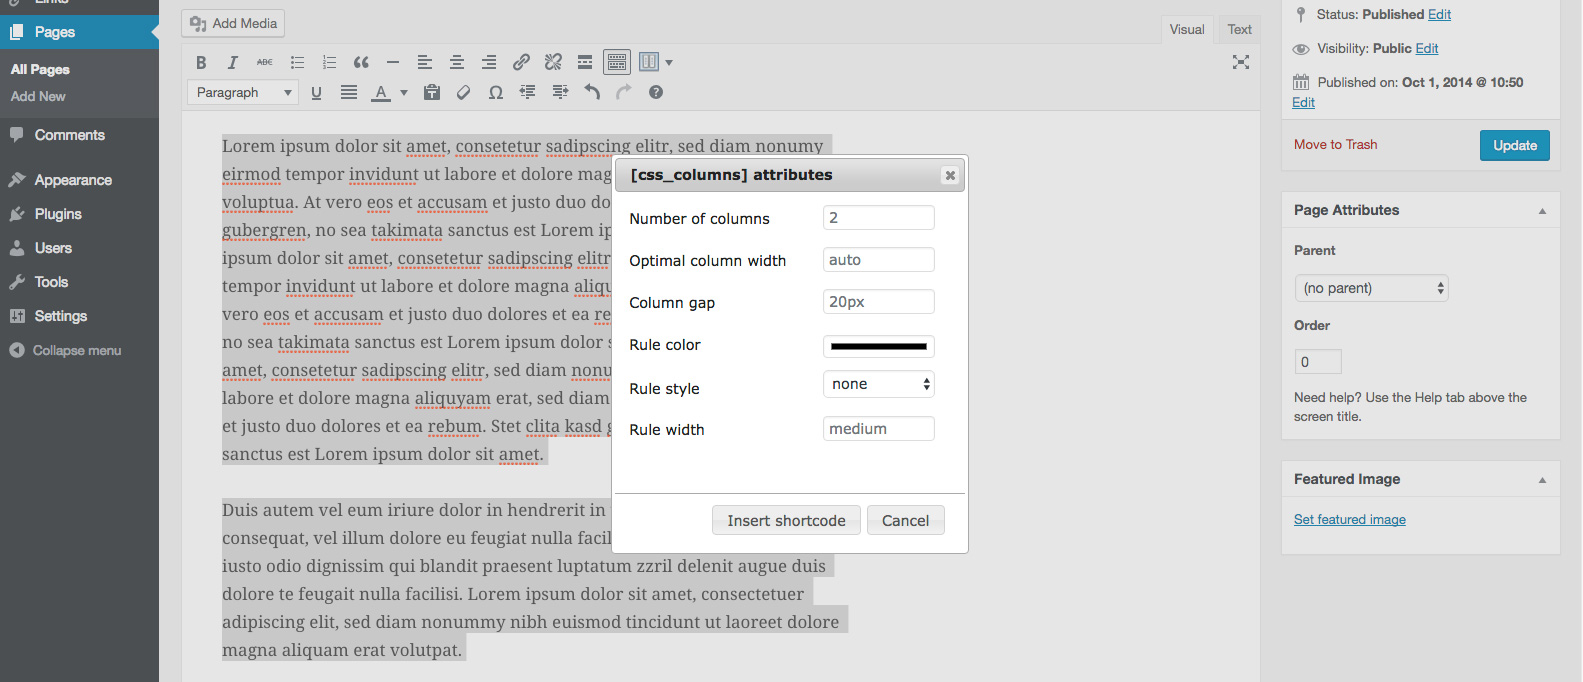 Links
Pages
All Pages
Add New
Comments
Appearance
Plugins
Users
Tools
Settings
Collapse menu
Add Media
Visual
Text
B I ABC
Paragraph U A Ω ?
Lorem ipsum dolor sit amet, consetetur sadipscing elitr, sed diam nonumy
eirmod tempor invidunt ut labore et dolore mag
voluptua. At vero eos et accusam et justo duo do
gubergren, no sea takimata sanctus est Lorem ip
ipsum dolor sit amet, consetetur sadipscing elitr
tempor invidunt ut labore et dolore magna aliqu
vero eos et accusam et justo duo dolores et ea re
no sea takimata sanctus est Lorem ipsum dolor s
amet, consetetur sadipscing elitr, sed diam nonu
labore et dolore magna aliquyam erat, sed diam
et justo duo dolores et ea rebum. Stet clita kasd g
sanctus est Lorem ipsum dolor sit amet.
Duis autem vel eum iriure dolor in hendrerit in
consequat, vel illum dolore eu feugiat nulla facil
iusto odio dignissim qui blandit praesent luptatum zzril delenit augue duis
dolore te feugait nulla facilisi. Lorem ipsum dolor sit amet, consectetuer
adipiscing elit, sed diam nonummy nibh euismod tincidunt ut laoreet dolore
magna aliquam erat volutpat.
[css_columns] attributes
Number of columns 2
Optimal column width auto
Column gap 20px
Rule color
Rule style none
Rule width medium
Insert shortcode Cancel
Status: Published Edit
Visibility: Public Edit
Published on: Oct 1, 2014 @ 10:50
Edit
Move to Trash
Update
Page Attributes
Parent
(no parent)
Order
0
Need help? Use the Help tab above the
screen title.
Featured Image
Set featured image